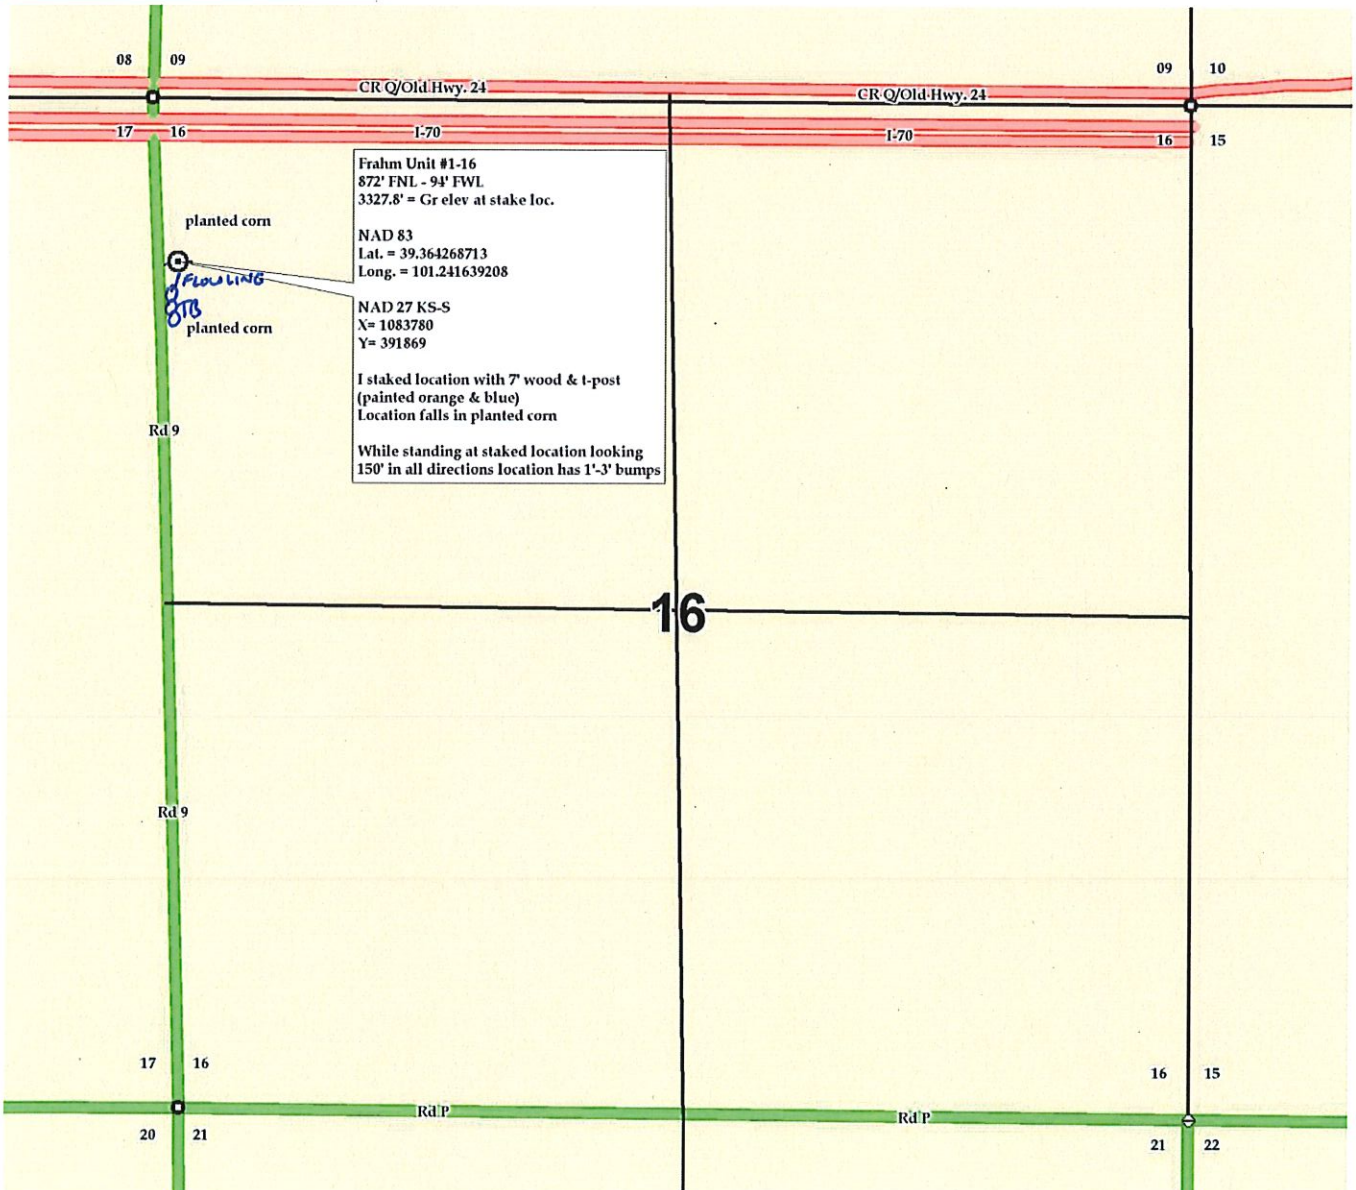 08 09
09 10
CR Q/Old Hwy. 24
CR Q/Old Hwy. 24
17 16
I-70
I-70
16 15
Frahm Unit #1-16
872' FNL - 94' FWL
3327.8' = Gr elev at stake loc.
NAD 83
Lat. = 39.364268713
Long. = 101.241639208
NAD 27 KS-S
X= 1083780
Y= 391869
I staked location with 7' wood & t-post
(painted orange & blue)
Location falls in planted corn
While standing at staked location looking
150' in all directions location has 1'-3' bumps
planted corn
FLOWLING
TB
planted corn
Rd 9
16
Rd 9
17 16
16 15
Rd P
Rd P
20 21
21 22